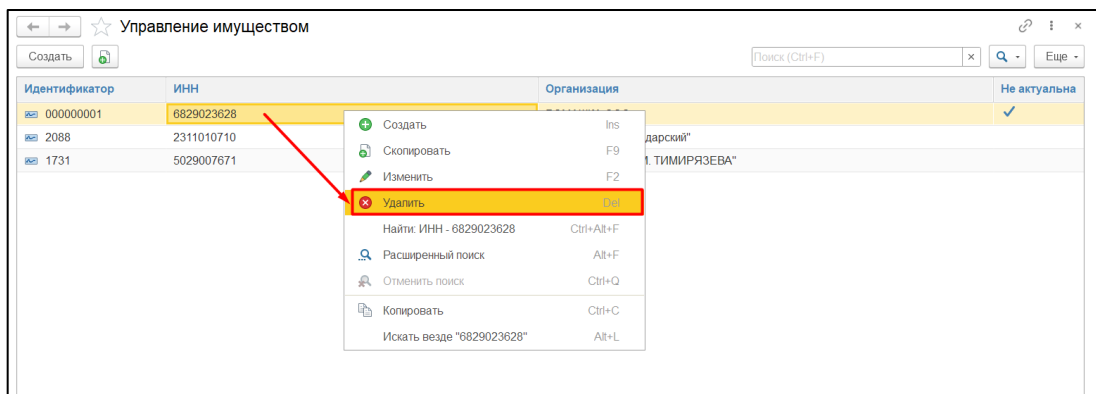 Управление имуществом
Создать
Поиск (Ctrl+F)
×
Еще
Идентификатор ИНН Организация Не актуальна
000000001 6829023628
2088 2311010710 дарский"
1731 5029007671 ТИМИРЯЗЕВА"
Создать Ins
Скопировать F9
Изменить F2
Удалить Del
Найти: ИНН - 6829023628 Ctrl+Alt+F
Расширенный поиск Alt+F
Отменить поиск Ctrl+Q
Копировать Ctrl+C
Искать везде "6829023628" Alt+L